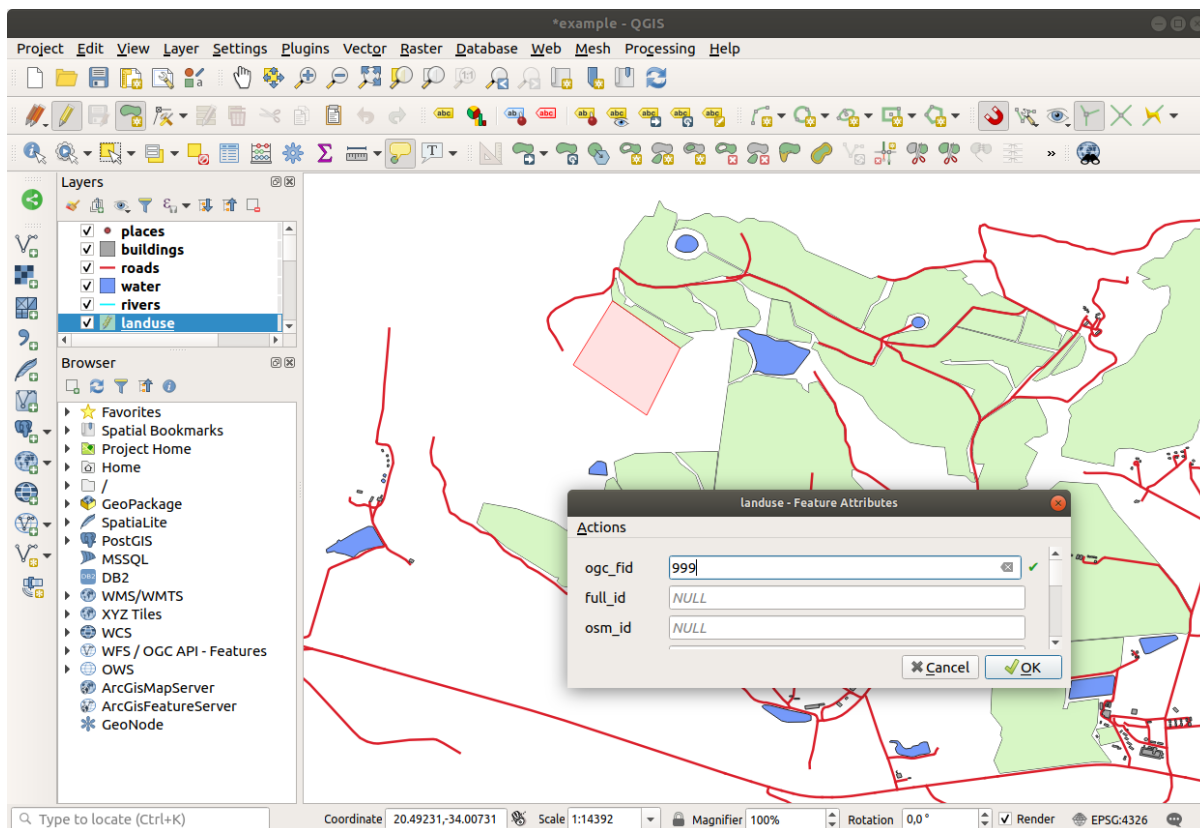 *example - QGIS
Project Edit View Layer Settings Plugins Vector Raster Database Web Mesh Processing Help
Layers
places
buildings
roads
water
rivers
landuse
Browser
Favorites
Spatial Bookmarks
Project Home
Home
/
GeoPackage
SpatiaLite
PostGIS
MSSQL
DB2
WMS/WMTS
XYZ Tiles
WCS
WFS / OGC API - Features
OWS
ArcGisMapServer
ArcGisFeatureServer
GeoNode
landuse - Feature Attributes
Actions
ogc_fid 999
full_id NULL
osm_id NULL
Cancel OK
Type to locate (Ctrl+K) Coordinate 20.49231,-34.00731 Scale 1:14392 Magnifier 100% Rotation 0,0 ° Render EPSG:4326